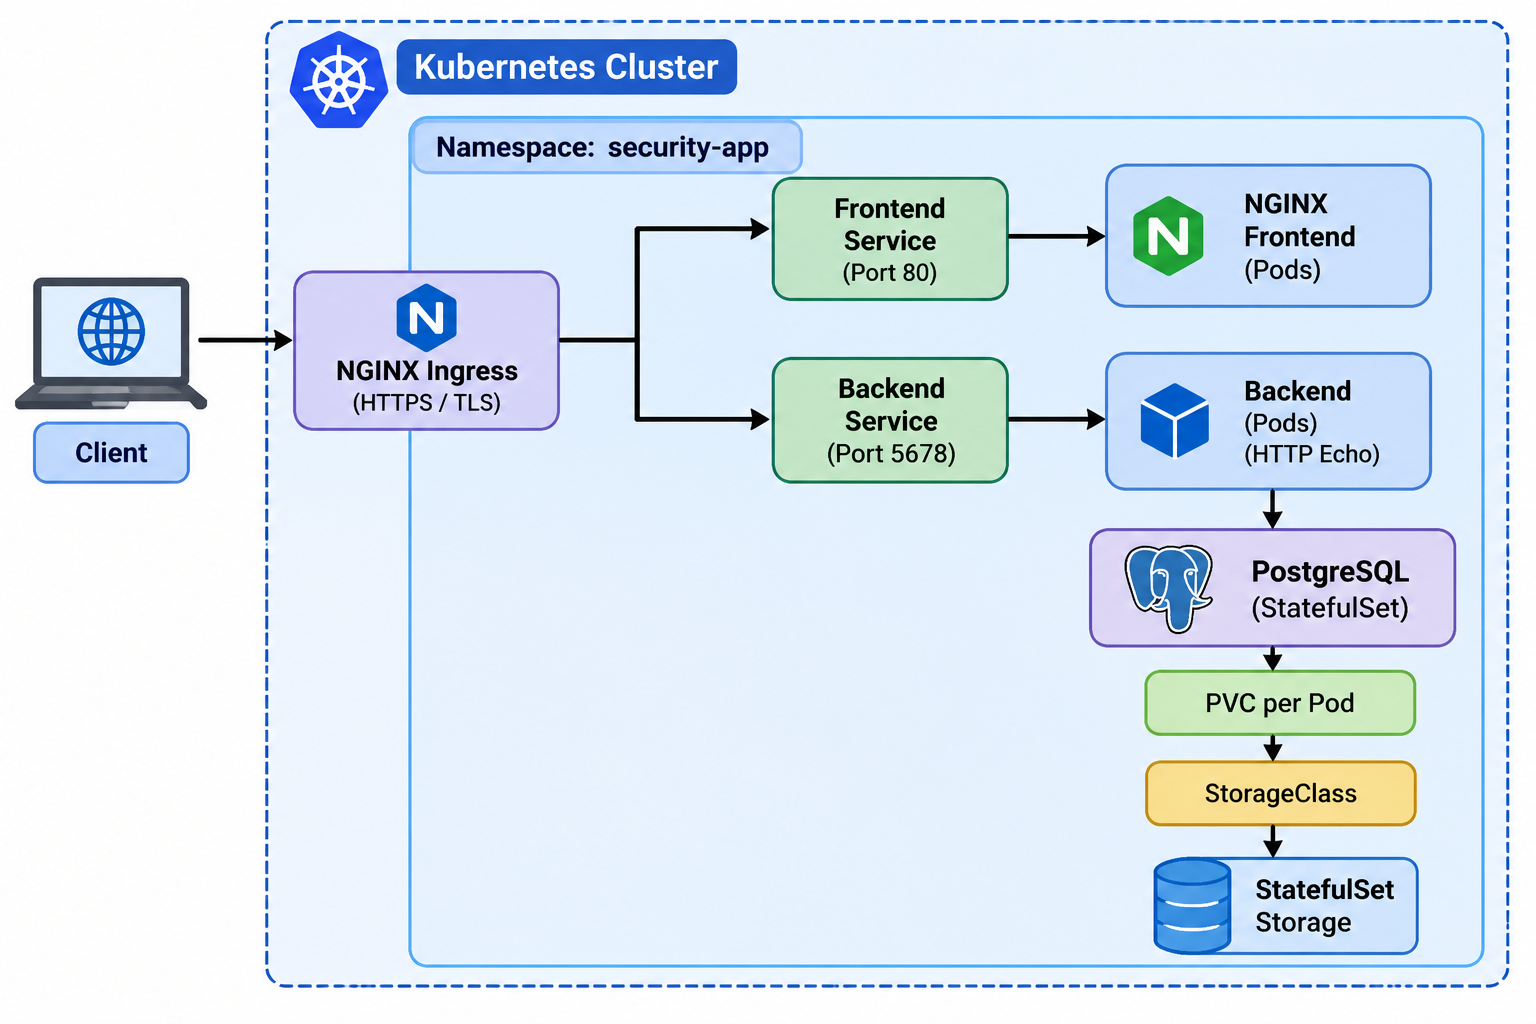 Kubernetes Cluster
Namespace: security-app
Client
N
NGINX Ingress
(HTTPS / TLS)
Frontend
Service
(Port 80)
N
NGINX
Frontend
(Pods)
Backend
Service
(Port 5678)
Backend
(Pods)
(HTTP Echo)
PostgreSQL
(StatefulSet)
PVC per Pod
StorageClass
StatefulSet
Storage